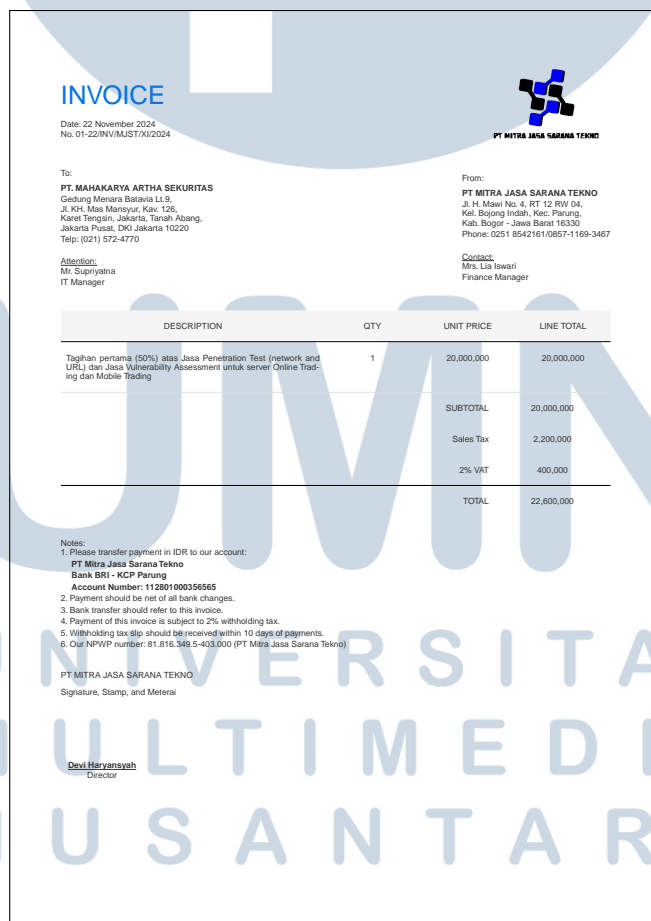 INVOICE
Date: 22 November 2024
No. 01-22/INV/MJST/XI/2024
PT MITRA JASA SARANA TEKNO
To:
PT. MAHAKARYA ARTHA SEKURITAS
Gedung Menara Batavia Lt.9,
Jl. KH. Mas Mansyur, Kav. 126,
Karet Tengsin, Jakarta, Tanah Abang,
Jakarta Pusat, DKI Jakarta 10220
Telp: (021) 572-4770
Attention:
Mr. Supriyatna
IT Manager
From:
PT MITRA JASA SARANA TEKNO
Jl. H. Mawi No. 4, RT 12 RW 04,
Kel. Bojong Indah, Kec. Parung,
Kab. Bogor - Jawa Barat 16330
Phone: 0251 8542161/0857-1169-3467
Contact:
Mrs. Lia Iswari
Finance Manager
DESCRIPTION QTY UNIT PRICE LINE TOTAL
Tagihan pertama (50%) atas Jasa Penetration Test (network and 1 20,000,000 20,000,000
URL) dan Jasa Vulnerability Assessment untuk server Online Trad-
ing dan Mobile Trading
SUBTOTAL 20,000,000
Sales Tax 2,200,000
2% VAT 400,000
TOTAL 22,600,000
Notes:
1. Please transfer payment in IDR to our account:
PT Mitra Jasa Sarana Tekno
Bank BRI - KCP Parung
Account Number: 112801000356565
2. Payment should be net of all bank changes.
3. Bank transfer should refer to this invoice.
4. Payment of this invoice is subject to 2% withholding tax.
5. Withholding tax slip should be received within 10 days of payments.
6. Our NPWP number: 81.816.349.5-403.000 (PT Mitra Jasa Sarana Tekno)
PT MITRA JASA SARANA TEKNO
Signature, Stamp, and Meterai
Devi Haryansyah
Director
UMN
UNIVERSITA
MULTIMEDI
NUSANTAR